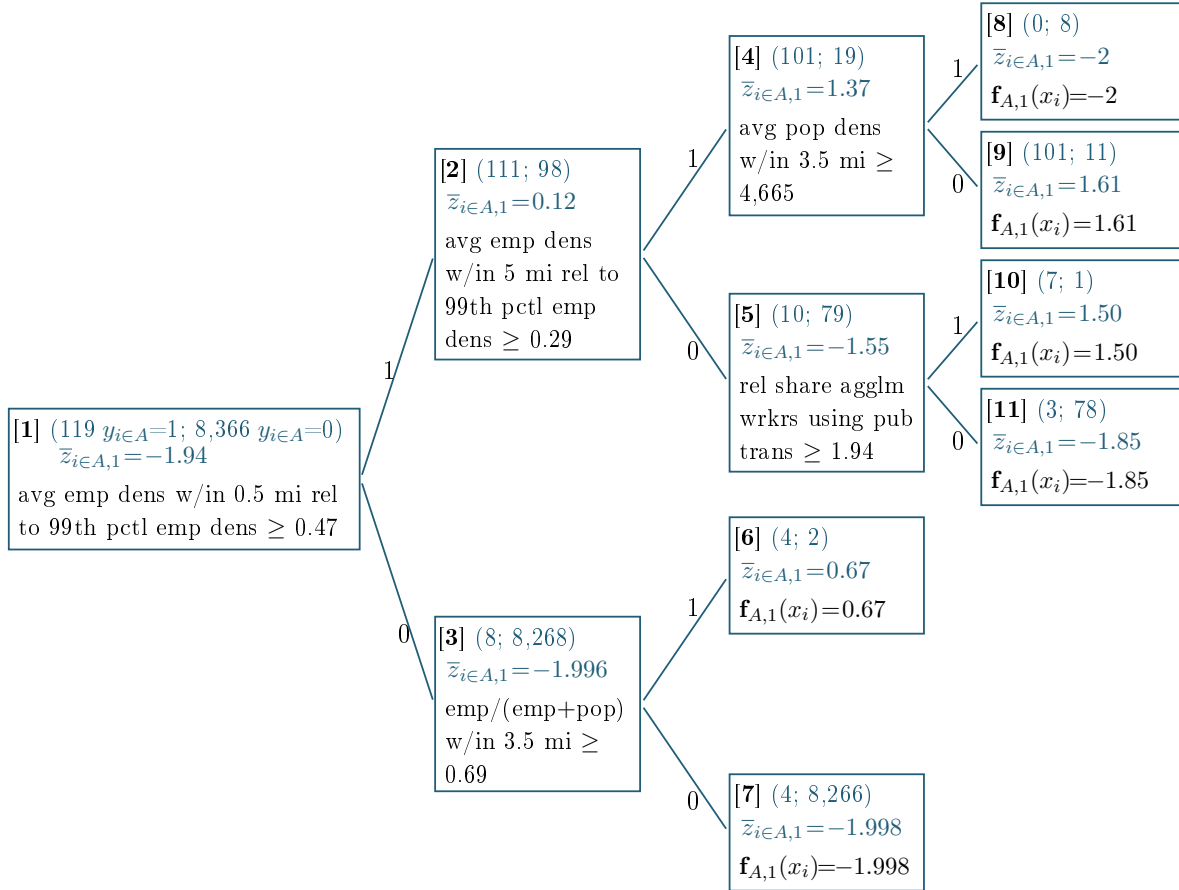 [1] (119 y_{i∈A}=1; 8,366 y_{i∈A}=0)
z̄_{i∈A,1}=−1.94
avg emp dens w/in 0.5 mi rel
to 99th pctl emp dens ≥ 0.47
1
0
[2] (111; 98)
z̄_{i∈A,1}=0.12
avg emp dens
w/in 5 mi rel to
99th pctl emp
dens ≥ 0.29
1
0
[3] (8; 8,268)
z̄_{i∈A,1}=−1.996
emp/(emp+pop)
w/in 3.5 mi ≥
0.69
1
0
[4] (101; 19)
z̄_{i∈A,1}=1.37
avg pop dens
w/in 3.5 mi ≥
4,665
1
0
[5] (10; 79)
z̄_{i∈A,1}=−1.55
rel share agglm
wrkrs using pub
trans ≥ 1.94
1
0
[6] (4; 2)
z̄_{i∈A,1}=0.67
f_{A,1}(x_i)=0.67
[7] (4; 8,266)
z̄_{i∈A,1}=−1.998
f_{A,1}(x_i)=−1.998
[8] (0; 8)
z̄_{i∈A,1}=−2
f_{A,1}(x_i)=−2
[9] (101; 11)
z̄_{i∈A,1}=1.61
f_{A,1}(x_i)=1.61
[10] (7; 1)
z̄_{i∈A,1}=1.50
f_{A,1}(x_i)=1.50
[11] (3; 78)
z̄_{i∈A,1}=−1.85
f_{A,1}(x_i)=−1.85